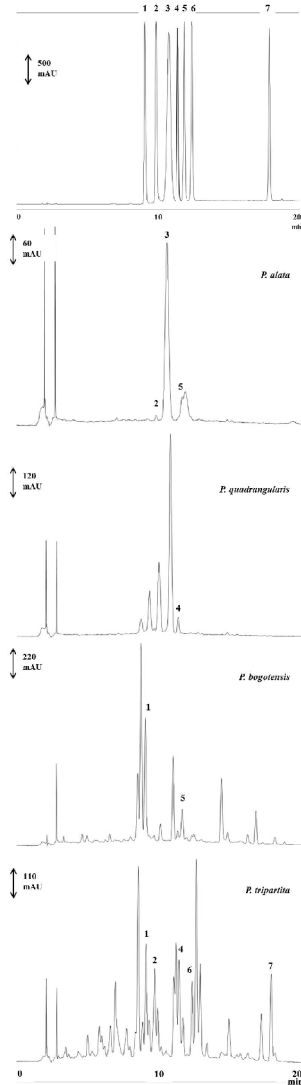 1 2 3 4 5 6 7
500
mAU
0 10 20
min
60
mAU
3
P. alata
2
5
120
mAU
P. quadrangularis
4
220
mAU
P. bogotensis
1
5
110
mAU
P. tripartita
1
4
2
6
7
0 10 20
min